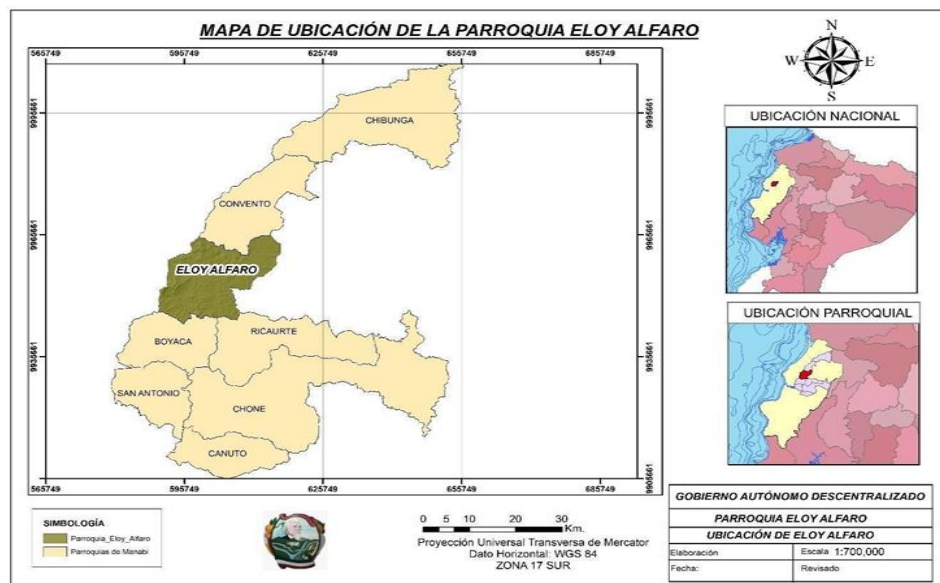 MAPA DE UBICACIÓN DE LA PARROQUIA ELOY ALFARO
565749 595749 625749 655749 685749
9995661 9995661
9965661 9965661
9935661 9935661
9905661
CHIBUNGA
CONVENTO
ELOY ALFARO
BOYACA
RICAURTE
SAN ANTONIO
CHONE
CANUTO
565749 595749 625749 655749 685749
N
W E
S
UBICACIÓN NACIONAL
UBICACIÓN PARROQUIAL
SIMBOLOGÍA
Parroquia_Eloy_Alfaro
Parroquias de Manabi
0 5 10 20 30
Km.
Proyección Universal Transversa de Mercator
Dato Horizontal: WGS 84
ZONA 17 SUR
GOBIERNO AUTÓNOMO DESCENTRALIZADO
PARROQUIA ELOY ALFARO
UBICACIÓN DE ELOY ALFARO
Elaboración Escala 1:700,000
Fecha: Revisado